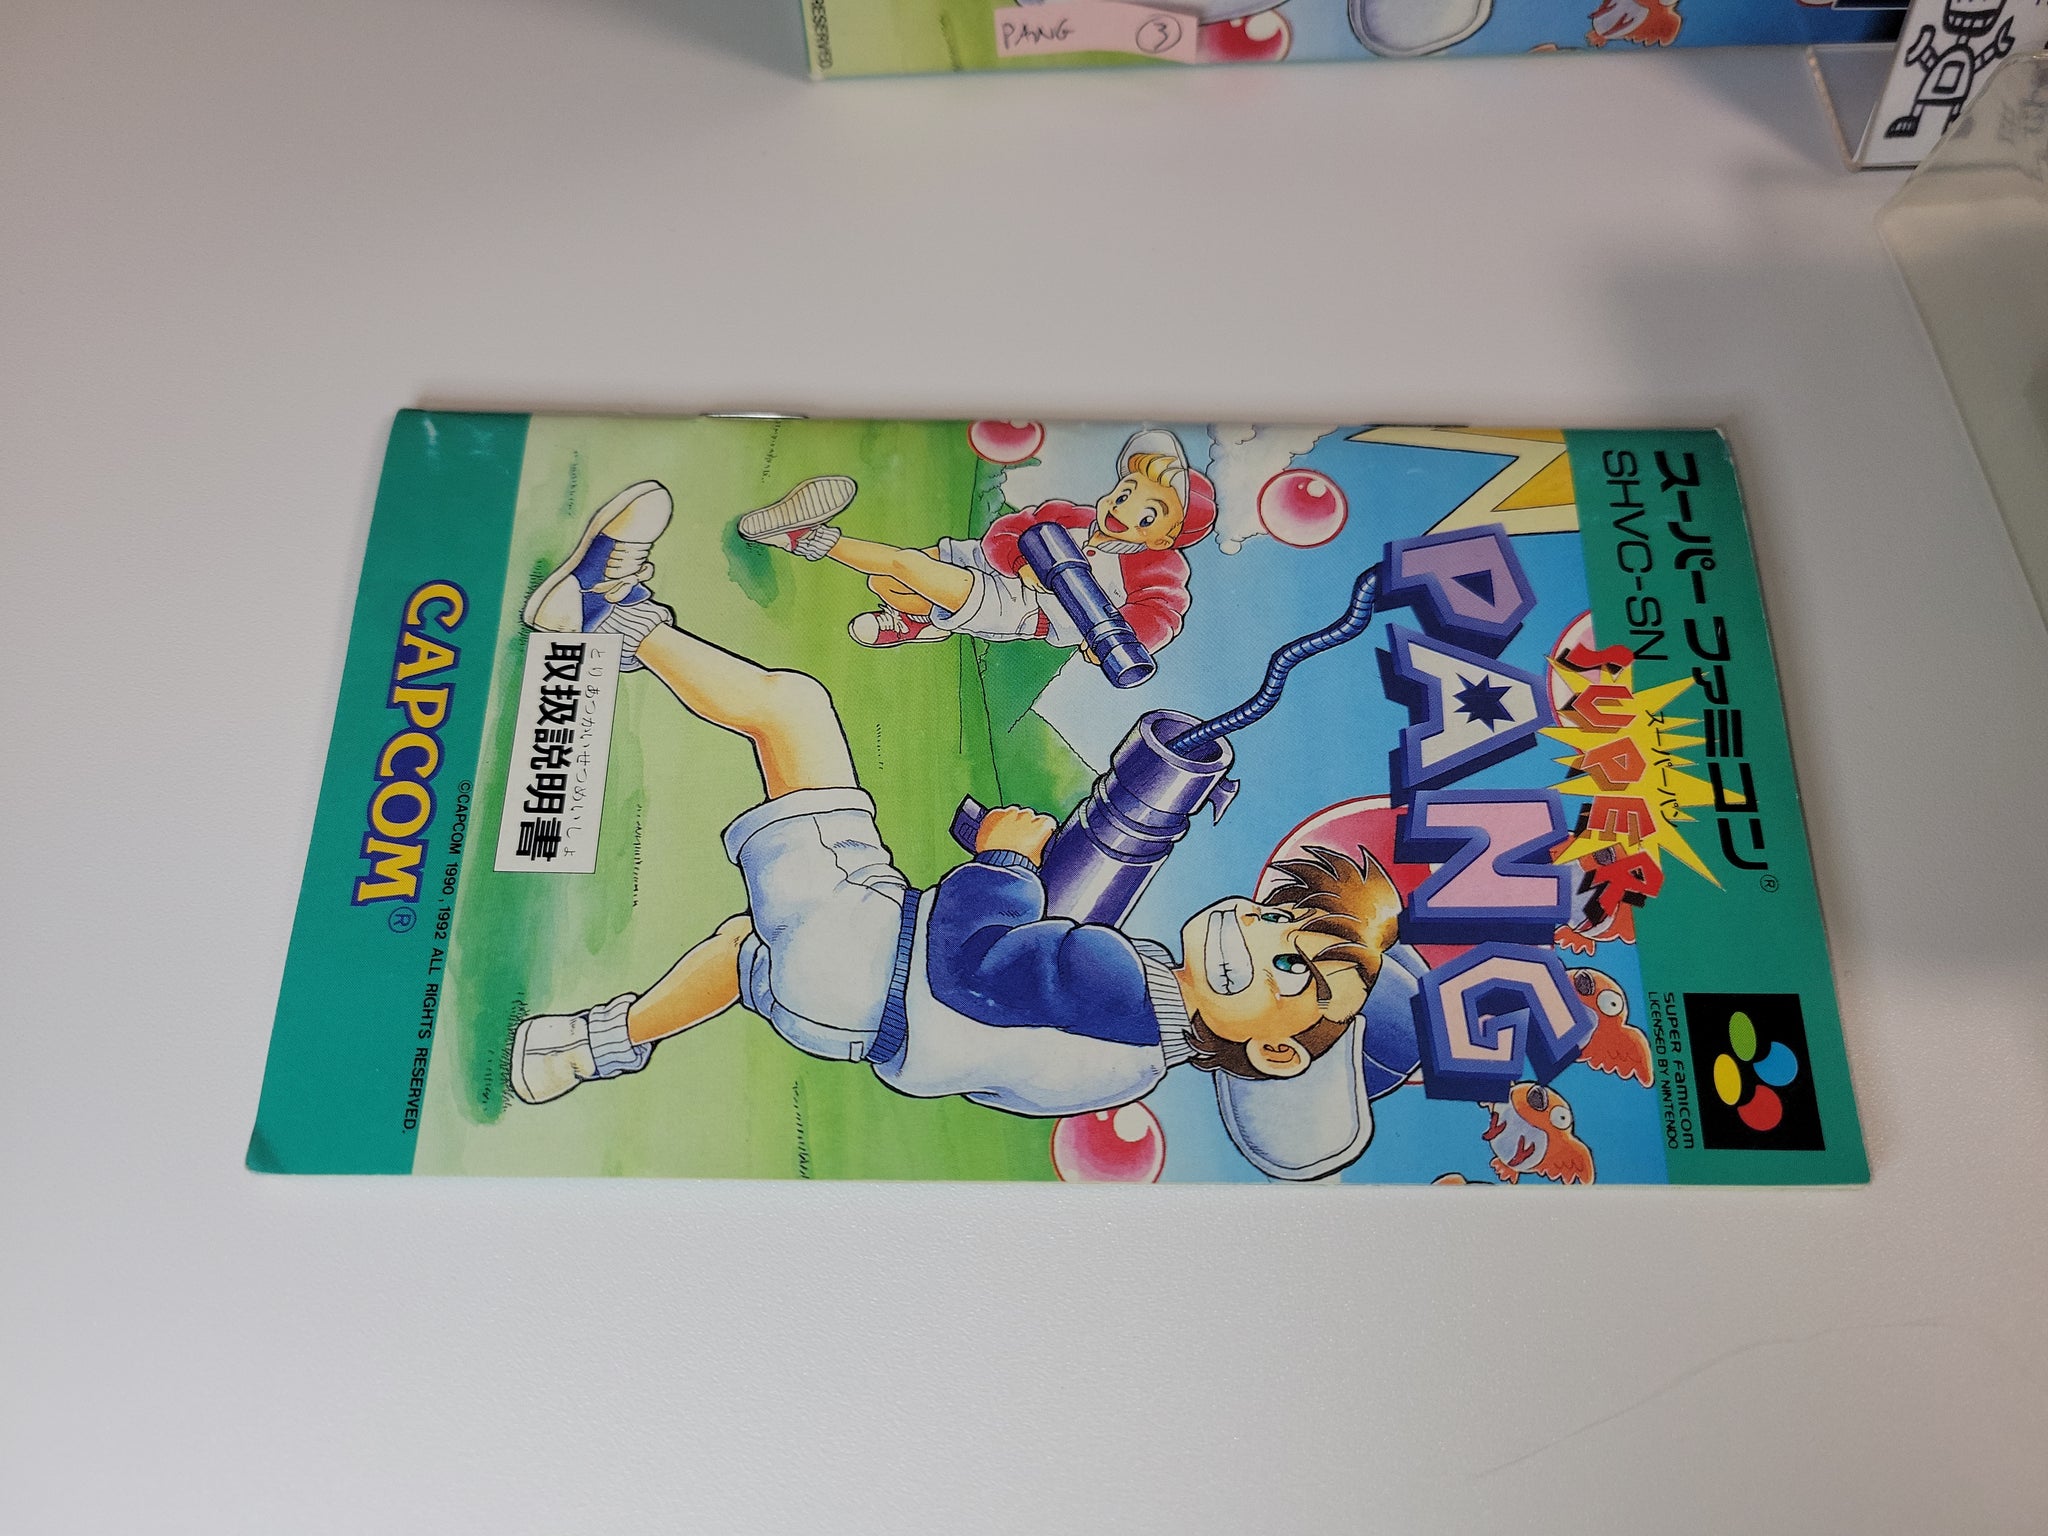 RESERVED.
PANG ③
スーパーファミコン®
SHVC-SN
SUPER FAMICOM
LICENSED BY NINTENDO
スーパーパン
SUPER
PANG
とりあつかいせつめいしょ
取扱説明書
©CAPCOM 1990, 1992 ALL RIGHTS RESERVED.
CAPCOM®